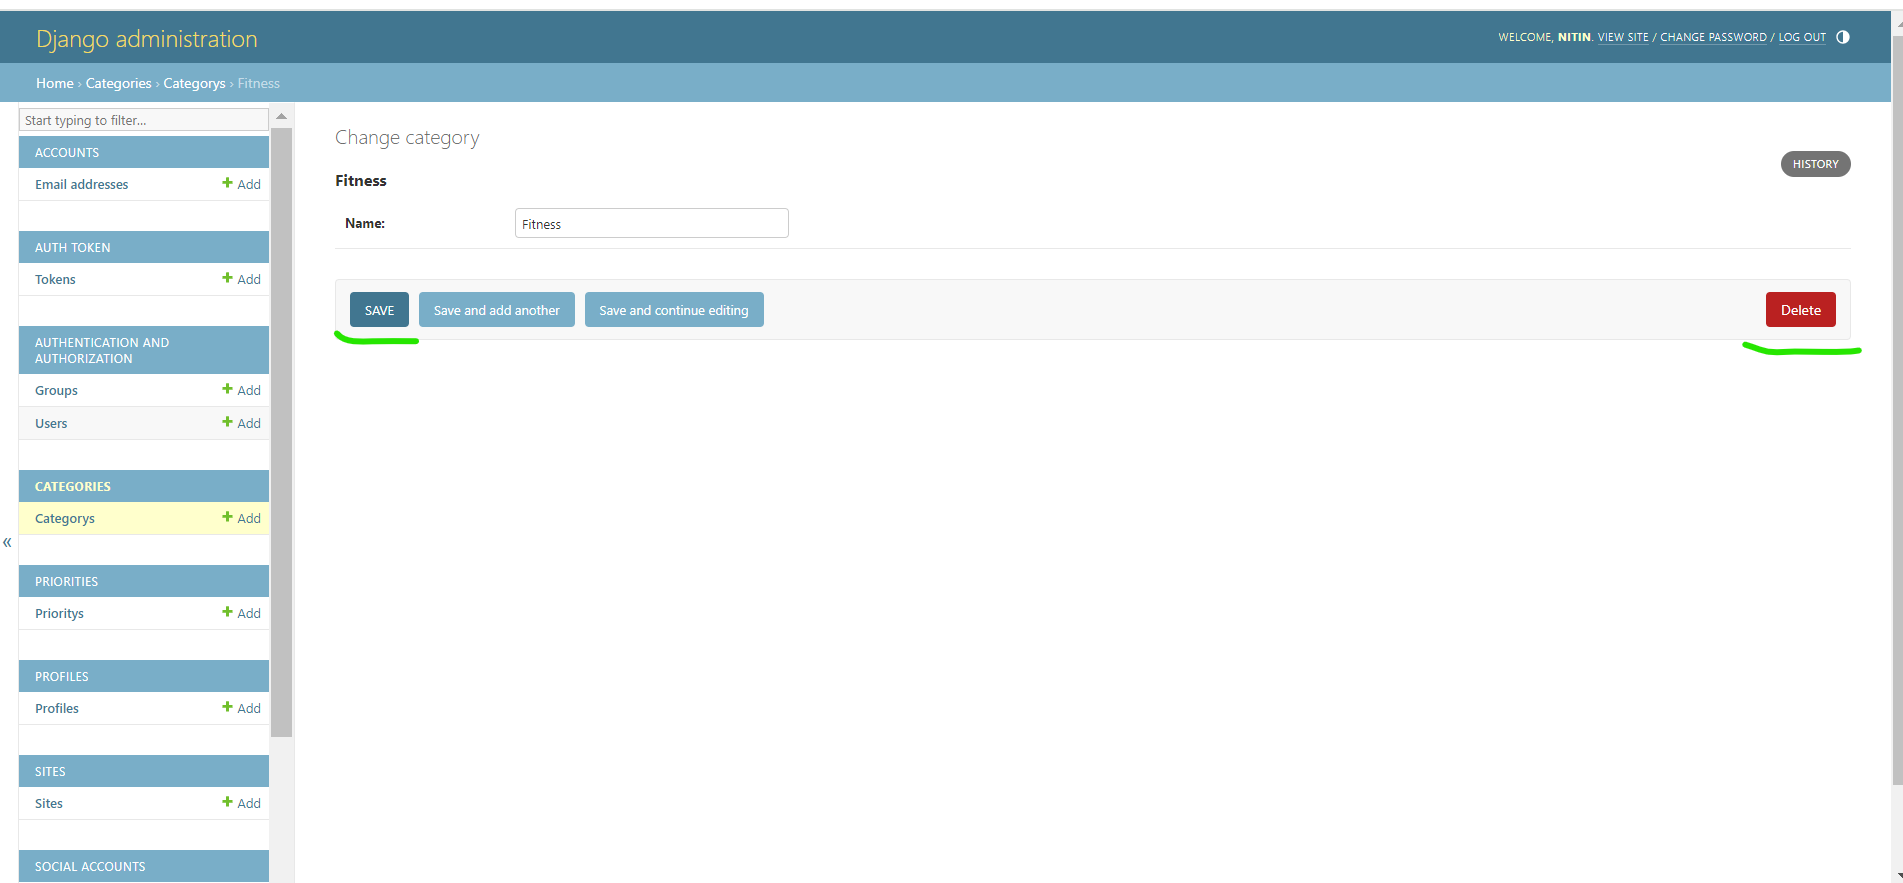 Django administration
WELCOME, NITIN. VIEW SITE / CHANGE PASSWORD / LOG OUT
Home › Categories › Categorys › Fitness
Start typing to filter...
ACCOUNTS
Email addresses + Add
AUTH TOKEN
Tokens + Add
AUTHENTICATION AND
AUTHORIZATION
Groups + Add
Users + Add
CATEGORIES
Categorys + Add
«
PRIORITIES
Prioritys + Add
PROFILES
Profiles + Add
SITES
Sites + Add
SOCIAL ACCOUNTS
Change category
HISTORY
Fitness
Name: Fitness
SAVE Save and add another Save and continue editing Delete